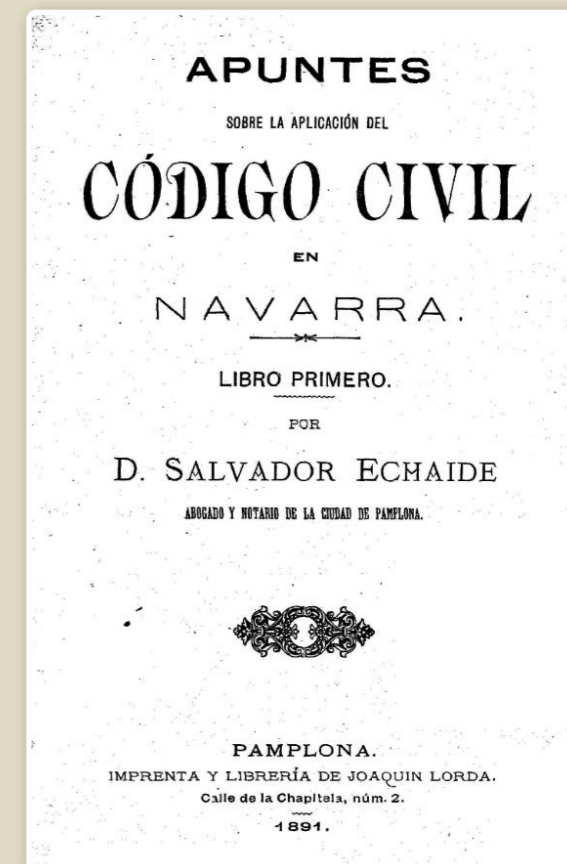 APUNTES
SOBRE LA APLICACIÓN DEL
CÓDIGO CIVIL
EN
NAVARRA.
LIBRO PRIMERO.
POR
D. SALVADOR ECHAIDE
ABOGADO Y NOTARIO DE LA CIUDAD DE PAMPLONA.
PAMPLONA.
IMPRENTA Y LIBRERÍA DE JOAQUIN LORDA.
Calle de la Chapitela, núm. 2.
1891.